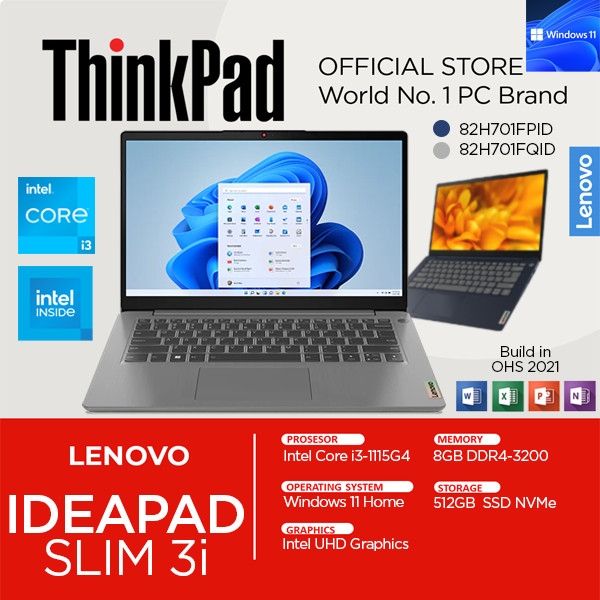 ThinkPad
OFFICIAL STORE
World No. 1 PC Brand
Windows 11
82H701FPID
82H701FQID
Lenovo
intel.
CORE
i3
intel
INSIDE
Build in
OHS 2021
W
X
P
N
LENOVO
IDEAPAD
SLIM 3i
PROSESOR
Intel Core i3-1115G4
OPERATING SYSTEM
Windows 11 Home
GRAPHICS
Intel UHD Graphics
MEMORY
8GB DDR4-3200
STORAGE
512GB SSD NVMe